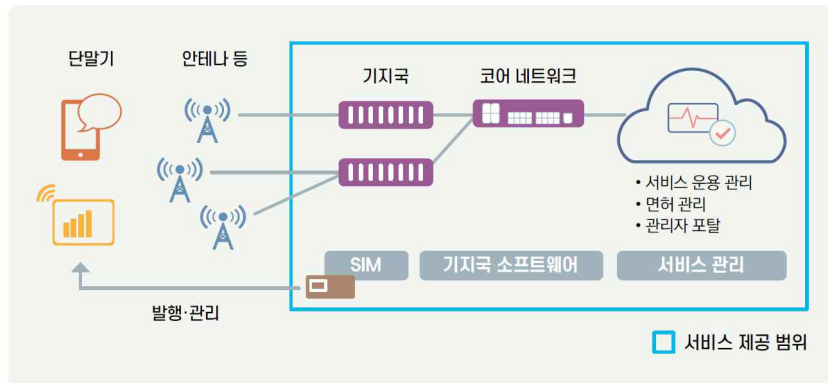 단말기
안테나 등
기지국
코어 네트워크
• 서비스 운용 관리
• 면허 관리
• 관리자 포탈
SIM
기지국 소프트웨어
서비스 관리
발행·관리
서비스 제공 범위